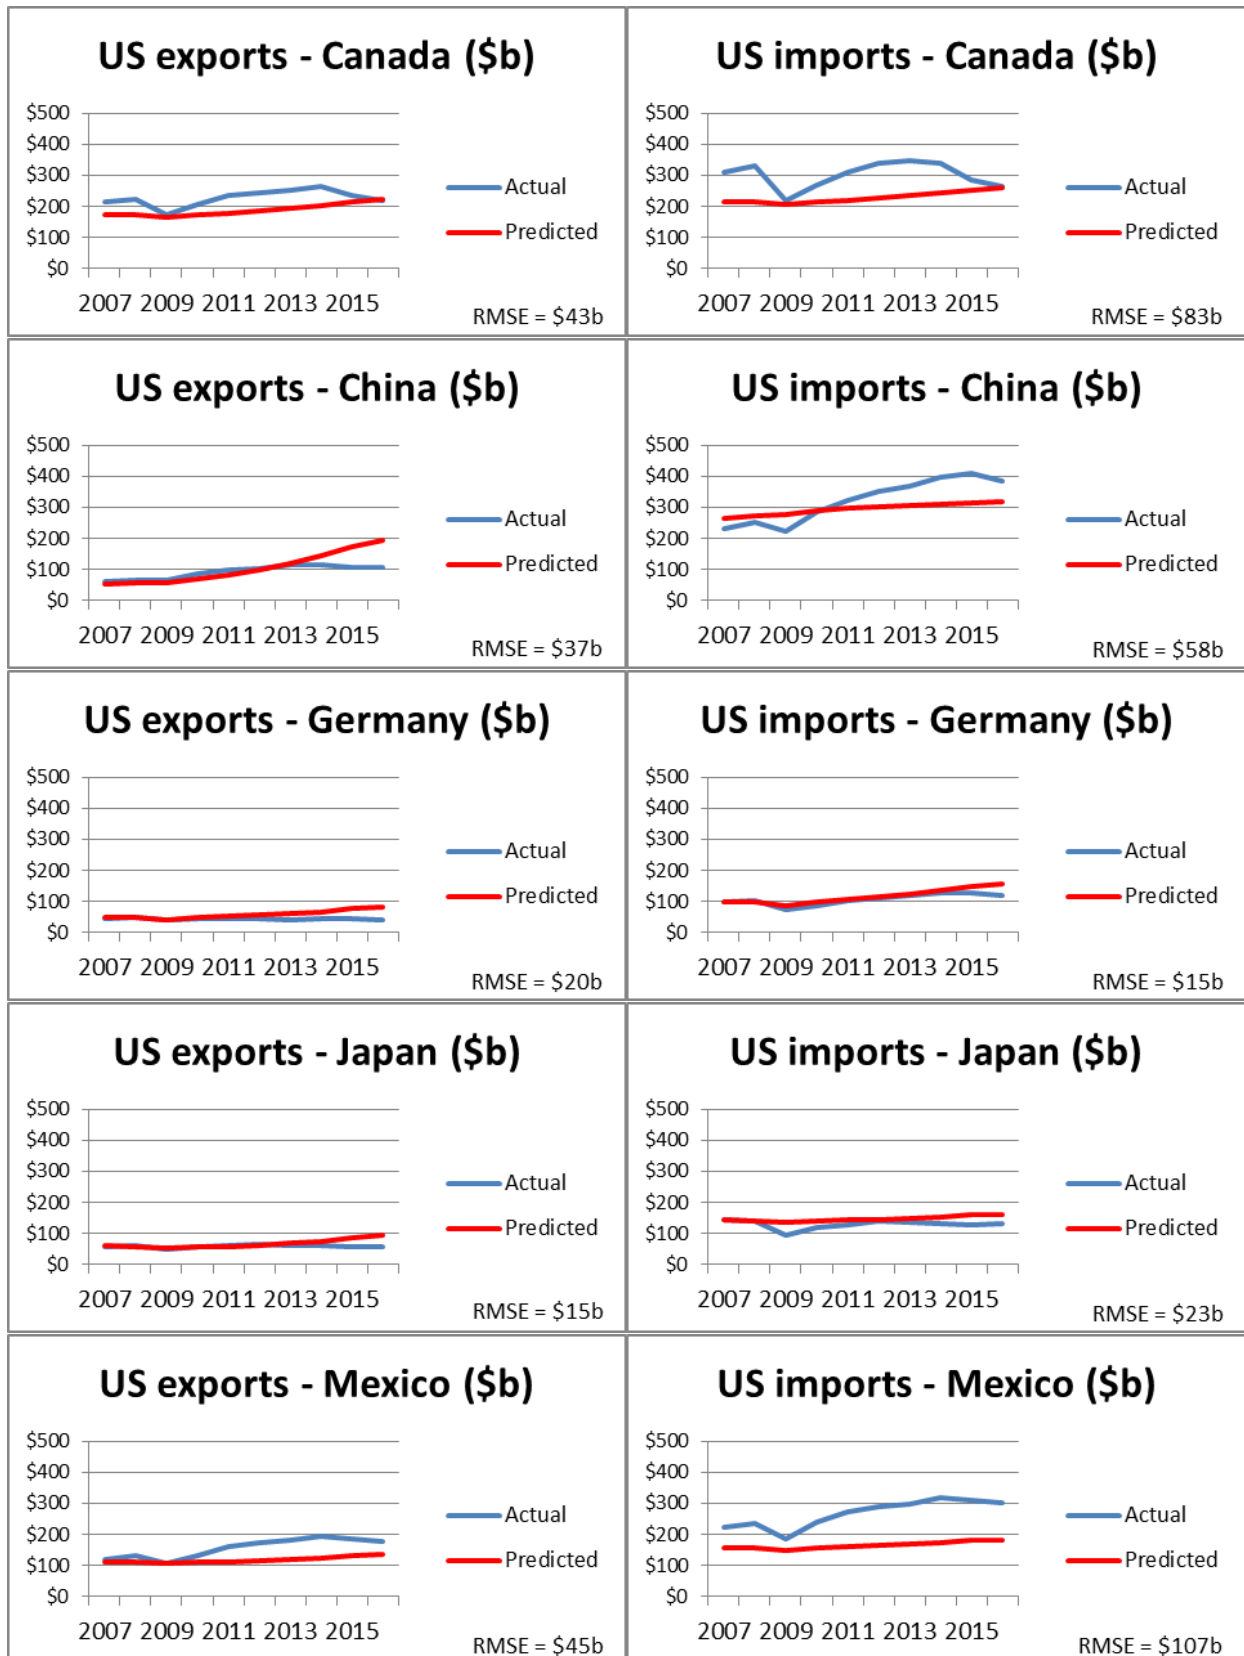 US exports - Canada ($b)
$500
$400
$300
$200
$100
$0
2007 2009 2011 2013 2015
Actual
Predicted
RMSE = $43b
US imports - Canada ($b)
$500
$400
$300
$200
$100
$0
2007 2009 2011 2013 2015
Actual
Predicted
RMSE = $83b
US exports - China ($b)
$500
$400
$300
$200
$100
$0
2007 2009 2011 2013 2015
Actual
Predicted
RMSE = $37b
US imports - China ($b)
$500
$400
$300
$200
$100
$0
2007 2009 2011 2013 2015
Actual
Predicted
RMSE = $58b
US exports - Germany ($b)
$500
$400
$300
$200
$100
$0
2007 2009 2011 2013 2015
Actual
Predicted
RMSE = $20b
US imports - Germany ($b)
$500
$400
$300
$200
$100
$0
2007 2009 2011 2013 2015
Actual
Predicted
RMSE = $15b
US exports - Japan ($b)
$500
$400
$300
$200
$100
$0
2007 2009 2011 2013 2015
Actual
Predicted
RMSE = $15b
US imports - Japan ($b)
$500
$400
$300
$200
$100
$0
2007 2009 2011 2013 2015
Actual
Predicted
RMSE = $23b
US exports - Mexico ($b)
$500
$400
$300
$200
$100
$0
2007 2009 2011 2013 2015
Actual
Predicted
RMSE = $45b
US imports - Mexico ($b)
$500
$400
$300
$200
$100
$0
2007 2009 2011 2013 2015
Actual
Predicted
RMSE = $107b